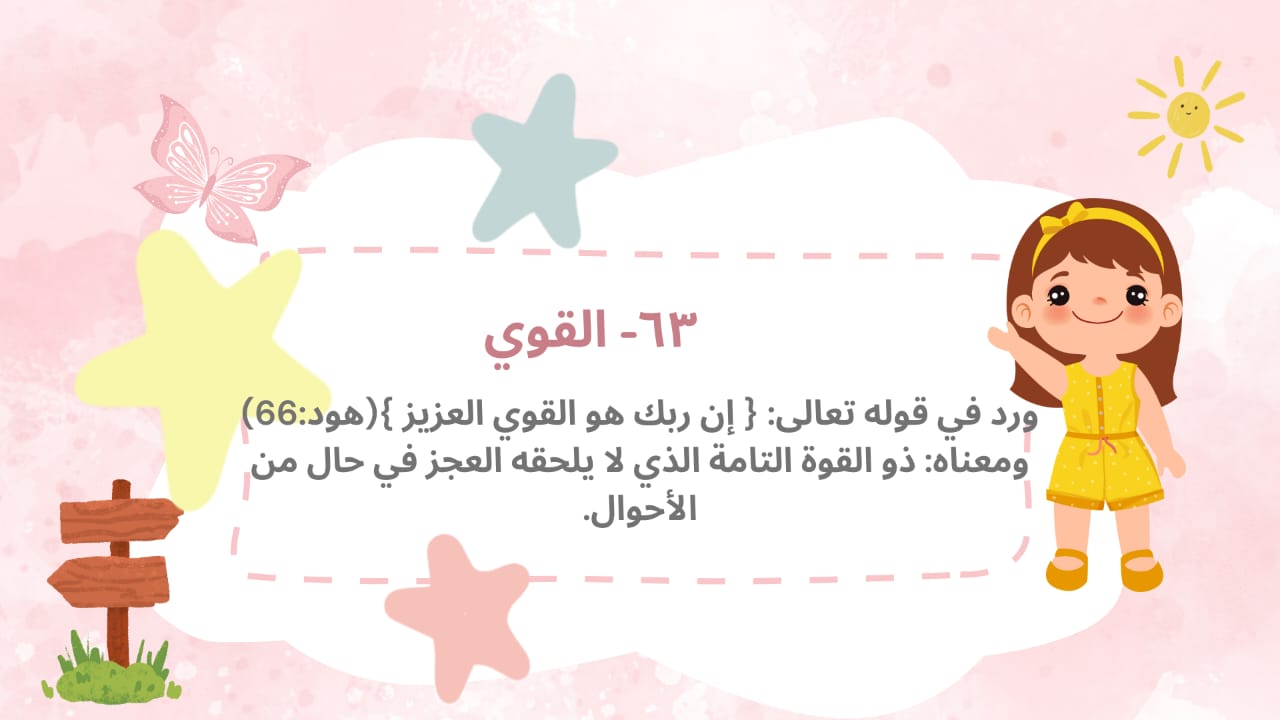 ٦٣- القوي
ورد في قوله تعالى: { إن ربك هو القوي العزيز }(هود:66)
ومعناه: ذو القوة التامة الذي لا يلحقه العجز في حال من
الأحوال.